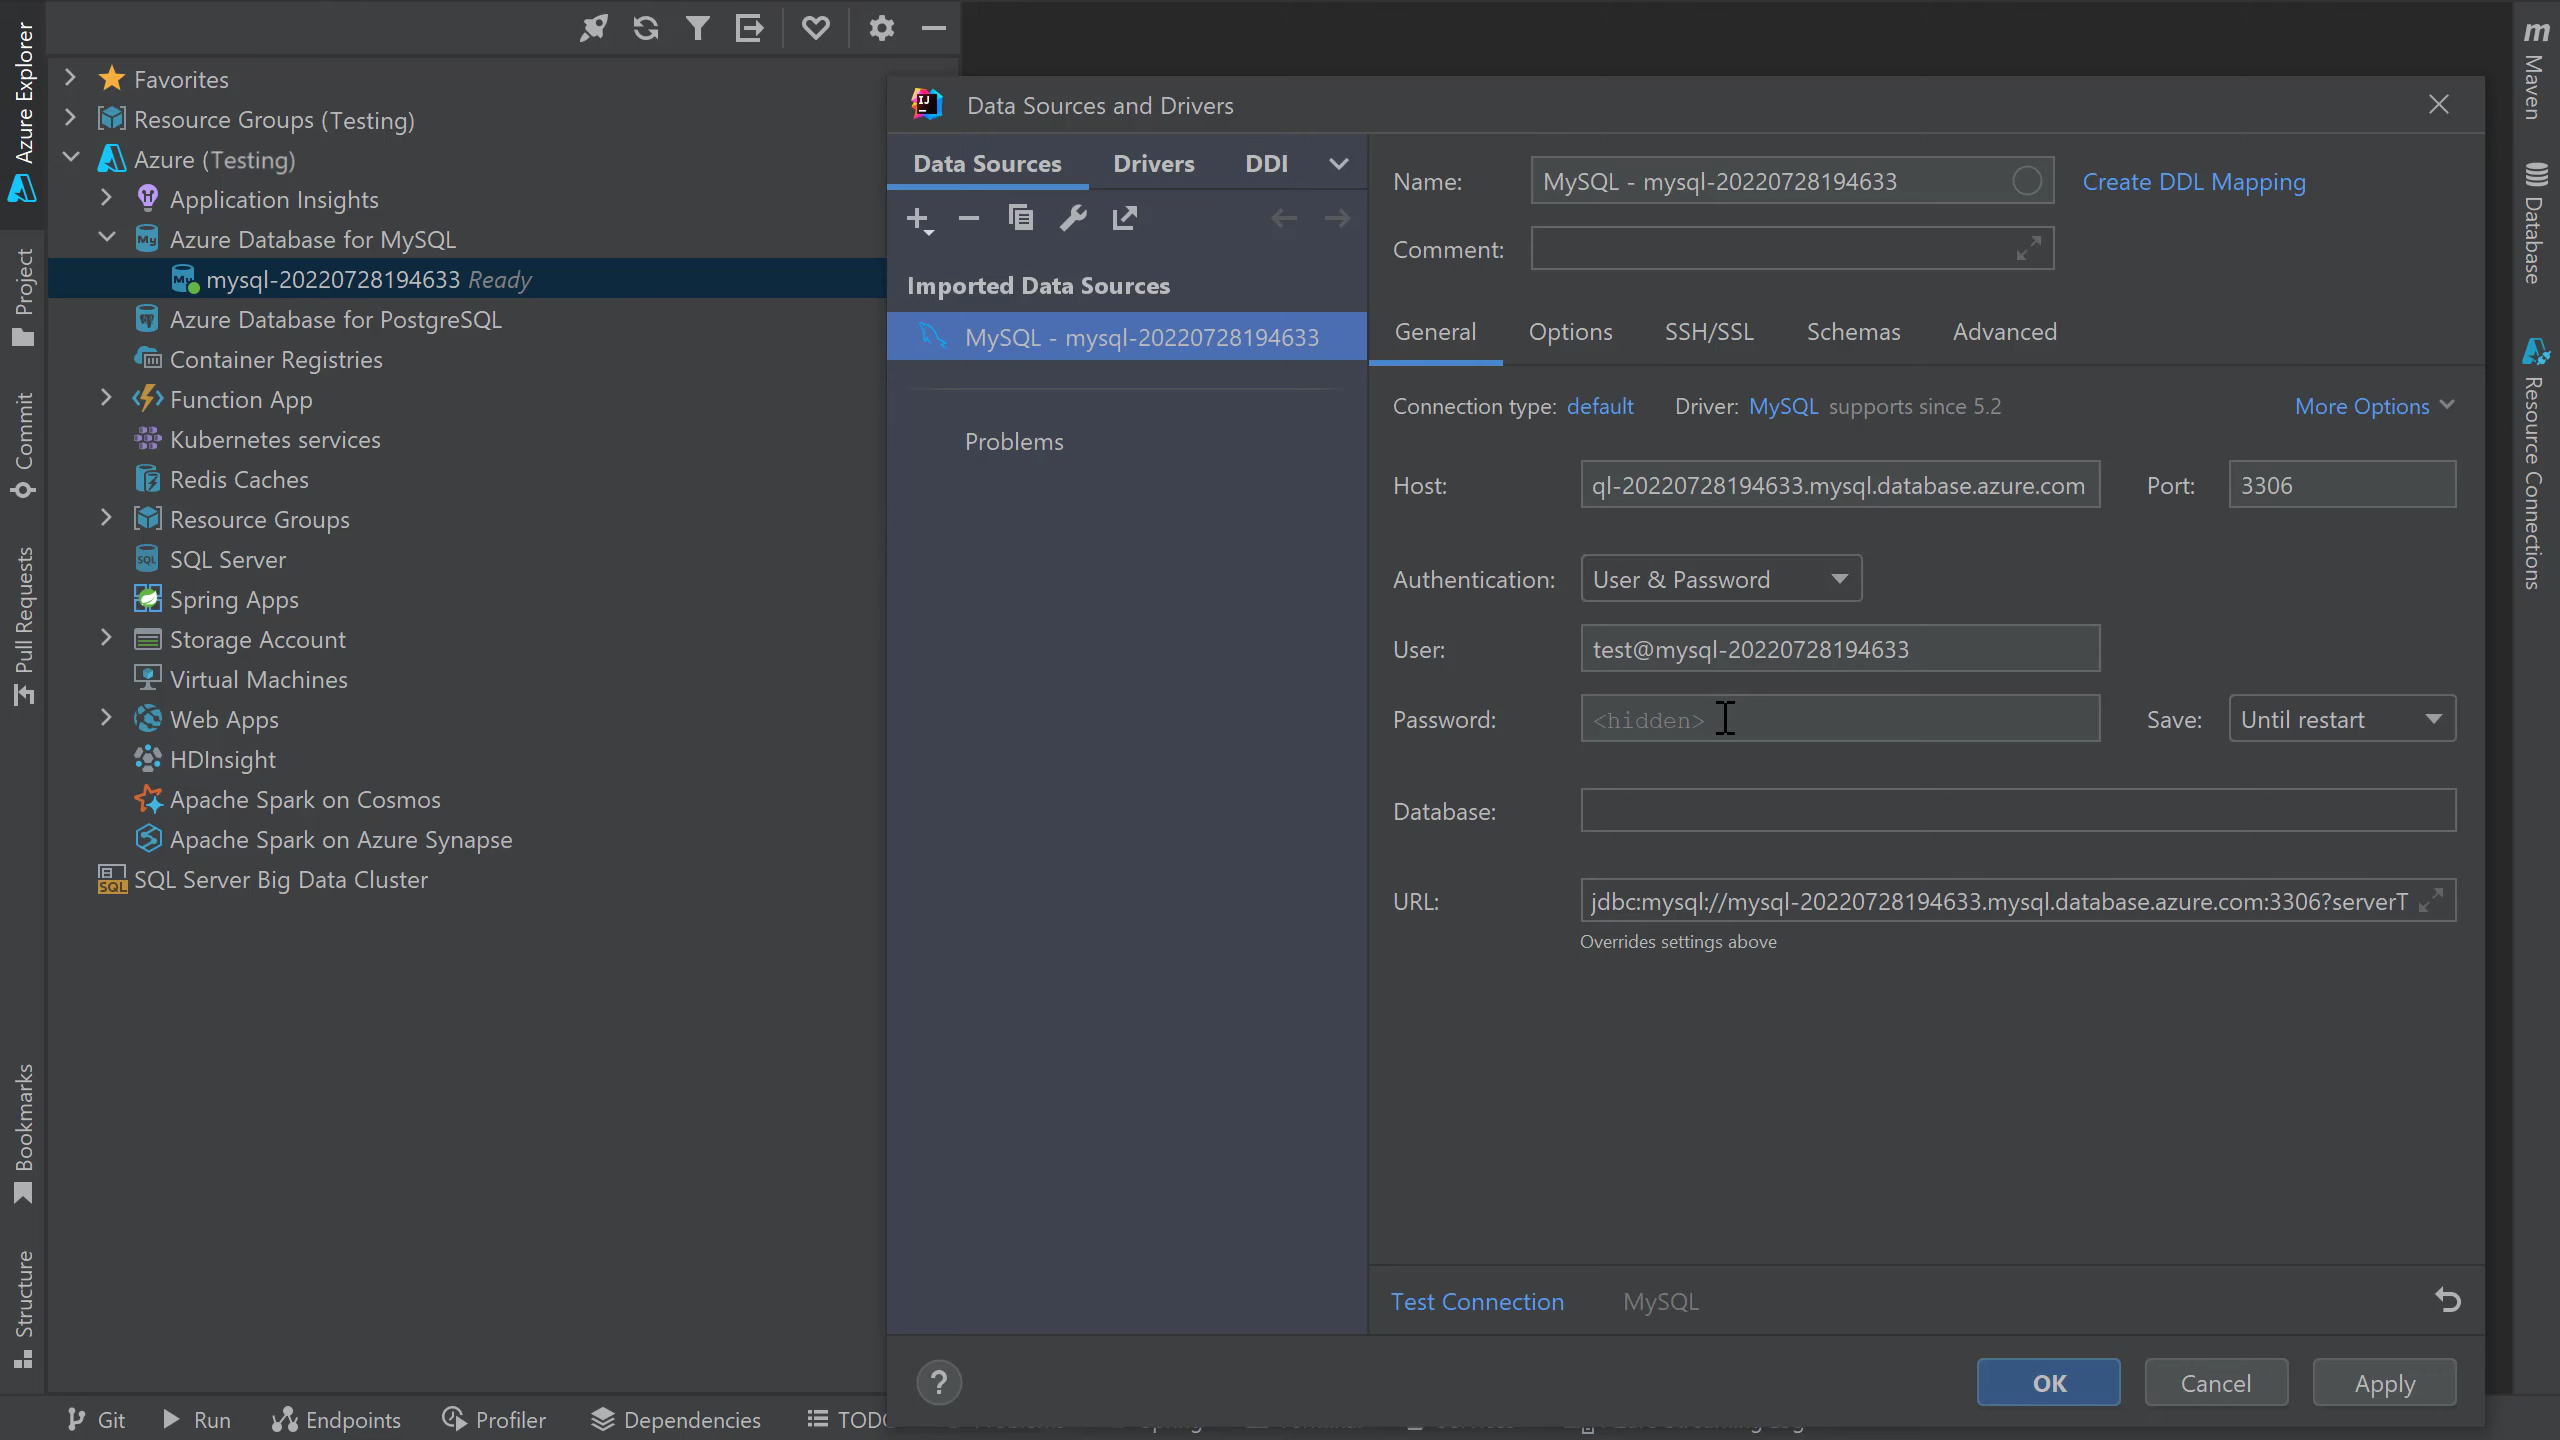 Azure Explorer
Project
Commit
Pull Requests
Bookmarks
Structure
Favorites
Resource Groups (Testing)
Azure (Testing)
Application Insights
Azure Database for MySQL
mysql-20220728194633 Ready
Azure Database for PostgreSQL
Container Registries
Function App
Kubernetes services
Redis Caches
Resource Groups
SQL Server
Spring Apps
Storage Account
Virtual Machines
Web Apps
HDInsight
Apache Spark on Cosmos
Apache Spark on Azure Synapse
SQL Server Big Data Cluster
Data Sources and Drivers
Data Sources Drivers DDI
Imported Data Sources
MySQL - mysql-20220728194633
Problems
Name: MySQL - mysql-20220728194633 Create DDL Mapping
Comment:
General Options SSH/SSL Schemas Advanced
Connection type: default Driver: MySQL supports since 5.2 More Options
Host: ql-20220728194633.mysql.database.azure.com Port: 3306
Authentication: User & Password
User: test@mysql-20220728194633
Password: <hidden> Save: Until restart
Database:
URL: jdbc:mysql://mysql-20220728194633.mysql.database.azure.com:3306?serverT
Overrides settings above
Test Connection MySQL
? OK Cancel Apply
Git Run Endpoints Profiler Dependencies TODO
Maven
Database
Resource Connections